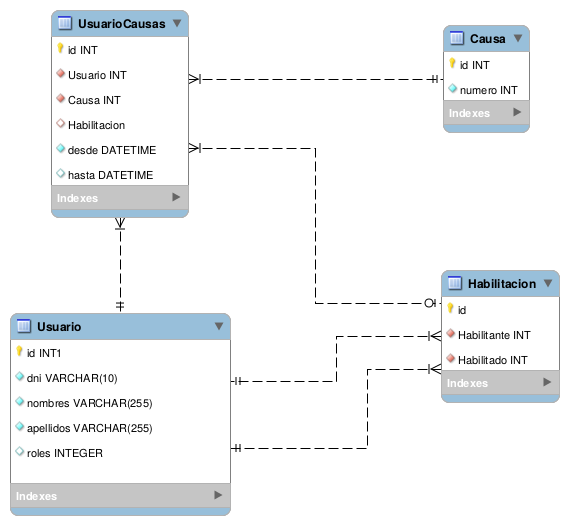 UsuarioCausas
id INT
Usuario INT
Causa INT
Habilitacion
desde DATETIME
hasta DATETIME
Indexes
Causa
id INT
numero INT
Indexes
Usuario
id INT1
dni VARCHAR(10)
nombres VARCHAR(255)
apellidos VARCHAR(255)
roles INTEGER
Indexes
Habilitacion
id
Habilitante INT
Habilitado INT
Indexes